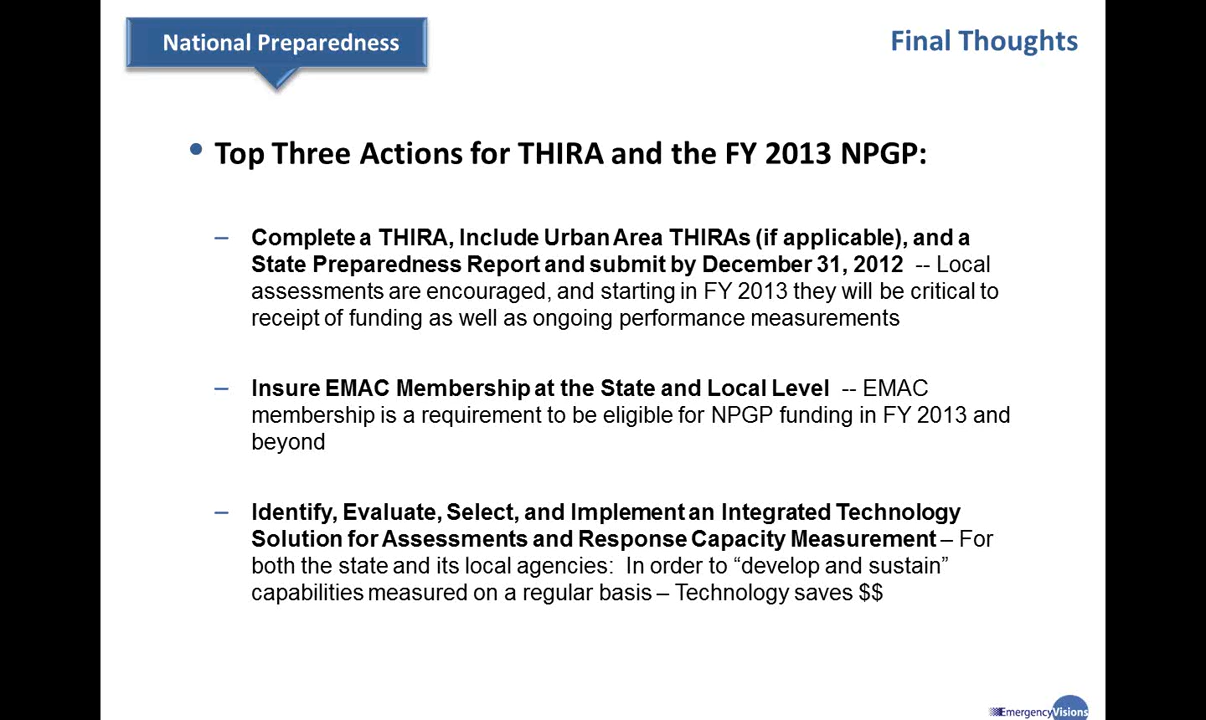 National Preparedness
Final Thoughts
• Top Three Actions for THIRA and the FY 2013 NPGP:
– Complete a THIRA, Include Urban Area THIRAs (if applicable), and a
State Preparedness Report and submit by December 31, 2012 -- Local
assessments are encouraged, and starting in FY 2013 they will be critical to
receipt of funding as well as ongoing performance measurements
– Insure EMAC Membership at the State and Local Level -- EMAC
membership is a requirement to be eligible for NPGP funding in FY 2013 and
beyond
– Identify, Evaluate, Select, and Implement an Integrated Technology
Solution for Assessments and Response Capacity Measurement – For
both the state and its local agencies: In order to “develop and sustain”
capabilities measured on a regular basis – Technology saves $$
EmergencyVisions